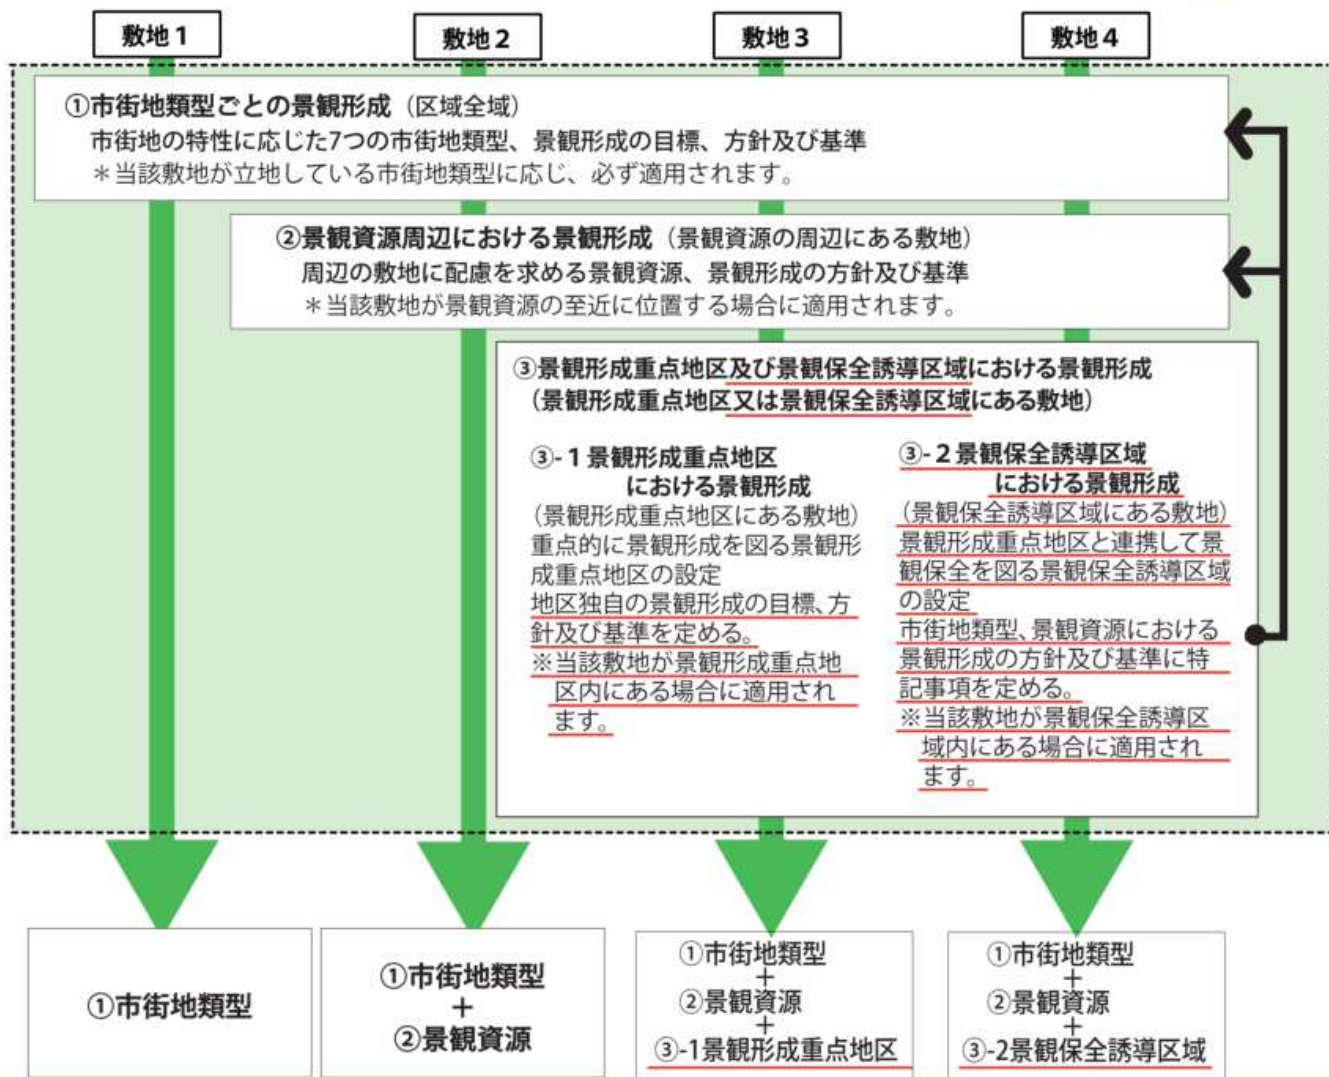 敷地1
敷地2
敷地3
敷地4
①市街地類型ごとの景観形成（区域全域）
市街地の特性に応じた7つの市街地類型、景観形成の目標、方針及び基準
＊当該敷地が立地している市街地類型に応じ、必ず適用されます。
②景観資源周辺における景観形成（景観資源の周辺にある敷地）
周辺の敷地に配慮を求める景観資源、景観形成の方針及び基準
＊当該敷地が景観資源の至近に位置する場合に適用されます。
③景観形成重点地区及び景観保全誘導区域における景観形成
（景観形成重点地区又は景観保全誘導区域にある敷地）
③-1景観形成重点地区
における景観形成
（景観形成重点地区にある敷地）
重点的に景観形成を図る景観形
成重点地区の設定
地区独自の景観形成の目標、方
針及び基準を定める。
※当該敷地が景観形成重点地
区内にある場合に適用され
ます。
③-2景観保全誘導区域
における景観形成
（景観保全誘導区域にある敷地）
景観形成重点地区と連携して景
観保全を図る景観保全誘導区域
の設定
市街地類型、景観資源における
景観形成の方針及び基準に特
記事項を定める。
※当該敷地が景観保全誘導区
域内にある場合に適用され
ます。
①市街地類型
①市街地類型
＋
②景観資源
①市街地類型
＋
②景観資源
＋
③-1景観形成重点地区
①市街地類型
＋
②景観資源
＋
③-2景観保全誘導区域